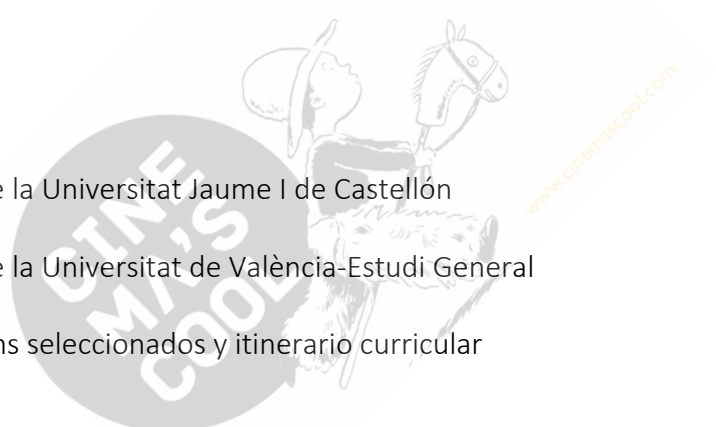 e la Universitat Jaume I de Castellón
e la Universitat de València-Estudi General
ns seleccionados y itinerario curricular
CINE
MA'S
COOL
www.cinemascool.com